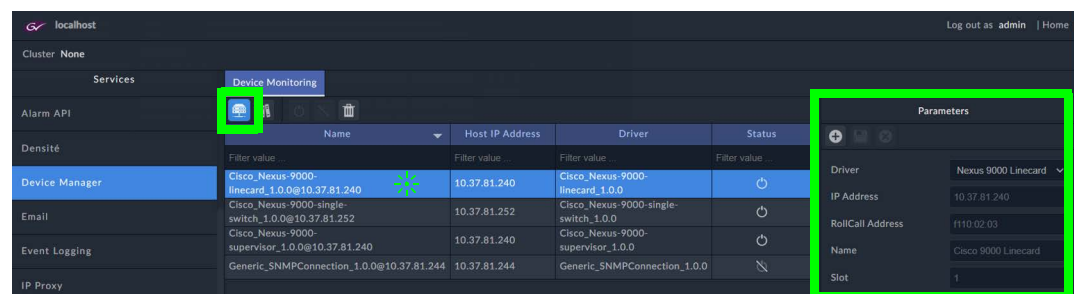 localhost
Log out as admin | Home
Cluster None
Services
Device Monitoring
Alarm API
Densité
Device Manager
Email
Event Logging
IP Proxy
Name Host IP Address Driver Status
Filter value ... Filter value ... Filter value ... Filter value ...
Cisco_Nexus-9000-
linecard_1.0.0@10.37.81.240 10.37.81.240 Cisco_Nexus-9000-
linecard_1.0.0
Cisco_Nexus-9000-single-
switch_1.0.0@10.37.81.252 10.37.81.252 Cisco_Nexus-9000-single-
switch_1.0.0
Cisco_Nexus-9000-
supervisor_1.0.0@10.37.81.240 10.37.81.240 Cisco_Nexus-9000-
supervisor_1.0.0
Generic_SNMPConnection_1.0.0@10.37.81.244 10.37.81.244 Generic_SNMPConnection_1.0.0
Parameters
Driver Nexus 9000 Linecard
IP Address 10.37.81.240
RollCall Address f110:02:03
Name Cisco 9000 Linecard
Slot 1